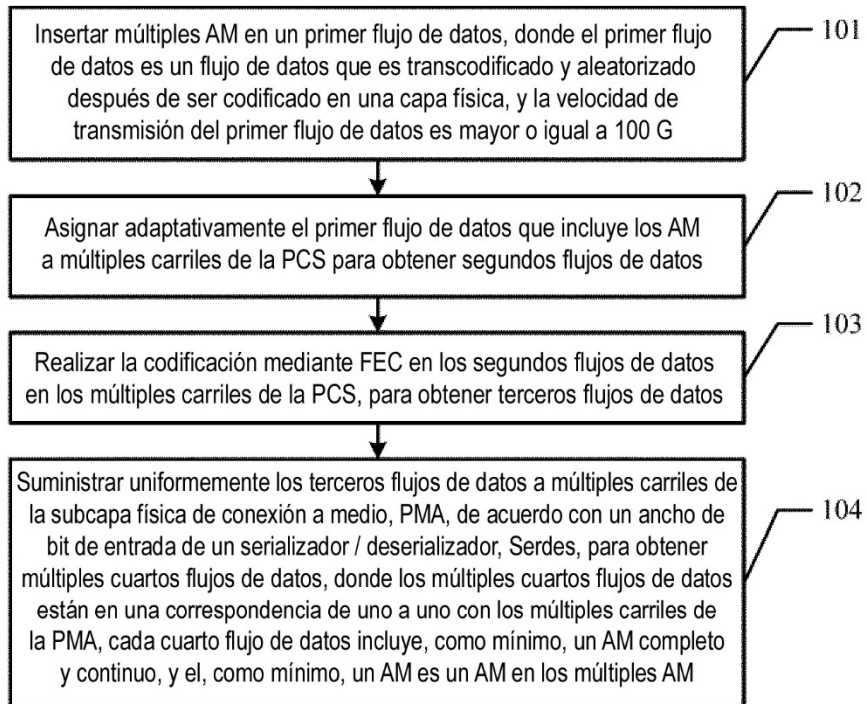 Insertar múltiples AM en un primer flujo de datos, donde el primer flujo
de datos es un flujo de datos que es transcodificado y aleatorizado
después de ser codificado en una capa física, y la velocidad de
transmisión del primer flujo de datos es mayor o igual a 100 G
101
Asignar adaptativamente el primer flujo de datos que incluye los AM
a múltiples carriles de la PCS para obtener segundos flujos de datos
102
Realizar la codificación mediante FEC en los segundos flujos de datos
en los múltiples carriles de la PCS, para obtener terceros flujos de datos
103
Suministrar uniformemente los terceros flujos de datos a múltiples carriles de
la subcapa física de conexión a medio, PMA, de acuerdo con un ancho de
bit de entrada de un serializador / deserializador, Serdes, para obtener
múltiples cuartos flujos de datos, donde los múltiples cuartos flujos de datos
están en una correspondencia de uno a uno con los múltiples carriles de
la PMA, cada cuarto flujo de datos incluye, como mínimo, un AM completo
y continuo, y el, como mínimo, un AM es un AM en los múltiples AM
104